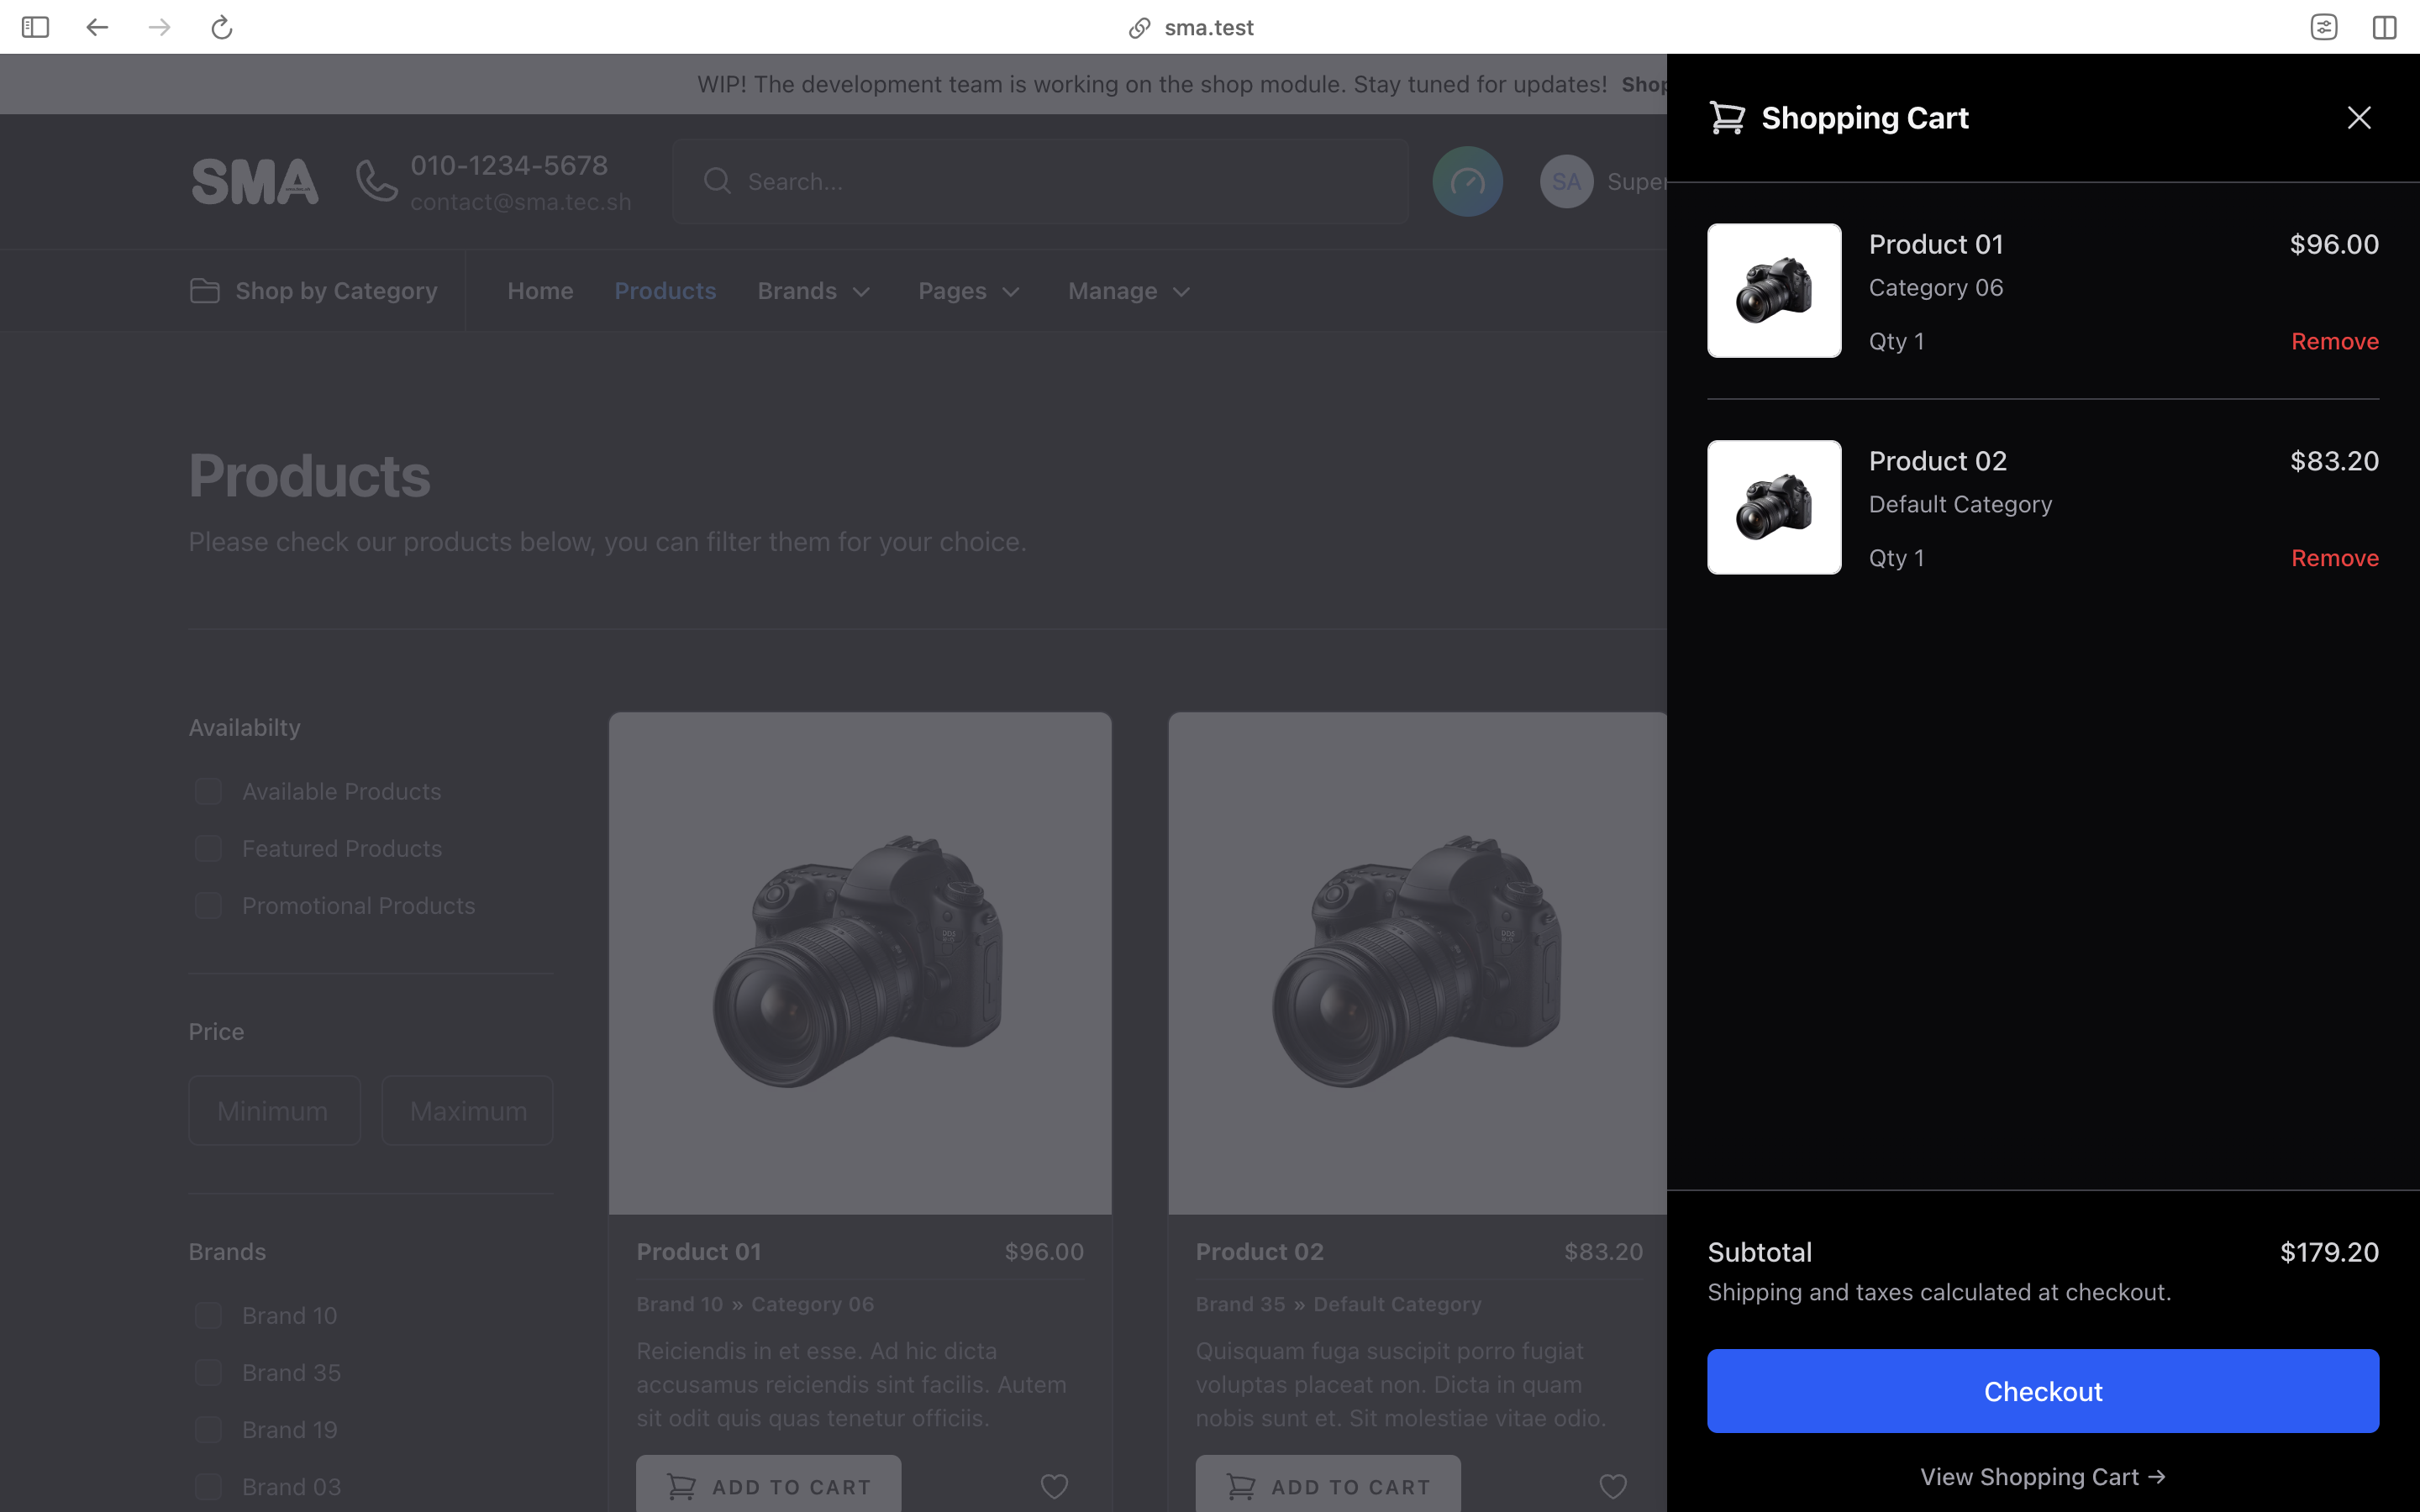 sma.test
WIP! The development team is working on the shop module. Stay tuned for updates!
SMA
010-1234-5678
contact@sma.tec.sh
Search...
SA
Shop by Category
Home
Products
Brands
Pages
Manage
Products
Please check our products below, you can filter them for your choice.
Availabilty
Available Products
Featured Products
Promotional Products
Price
Minimum
Maximum
Brands
Brand 10
Brand 35
Brand 19
Brand 03
Product 01
$96.00
Brand 10 » Category 06
Reiciendis in et esse. Ad hic dicta
accusamus reiciendis sint facilis. Autem
sit odit quis quas tenetur officiis.
ADD TO CART
Product 02
$83.20
Brand 35 » Default Category
Quisquam fuga suscipit porro fugiat
voluptas placeat non. Dicta in quam
nobis sunt et. Sit molestiae vitae odio.
ADD TO CART
Shopping Cart
Product 01
$96.00
Category 06
Qty 1
Remove
Product 02
$83.20
Default Category
Qty 1
Remove
Subtotal
$179.20
Shipping and taxes calculated at checkout.
Checkout
View Shopping Cart →